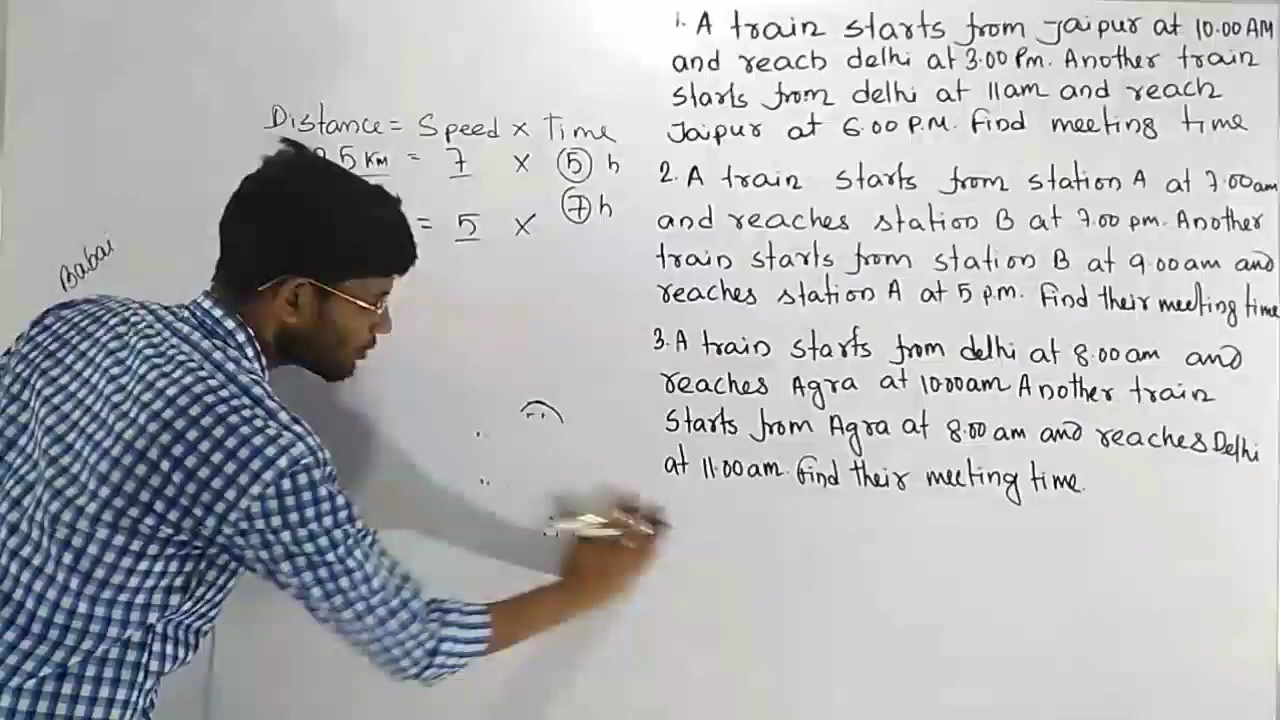 Distance = Speed × Time
5 Km = 7 × 5 h
= 5 × 7 h
Babai
1. A train starts from Jaipur at 10.00 AM
and reach delhi at 3.00 Pm. Another train
starts from delhi at 11am and reach
Jaipur at 6.00 P.M. Find meeting time
2. A train starts from station A at 7.00am
and reaches station B at 7.00 pm. Another
train starts from station B at 9.00am and
reaches station A at 5 p.m. Find their meeting time
3. A train starts from delhi at 8.00am and
reaches Agra at 10.00am Another train
Starts from Agra at 8.00 am and reaches Delhi
at 11.00am. Find their meeting time.